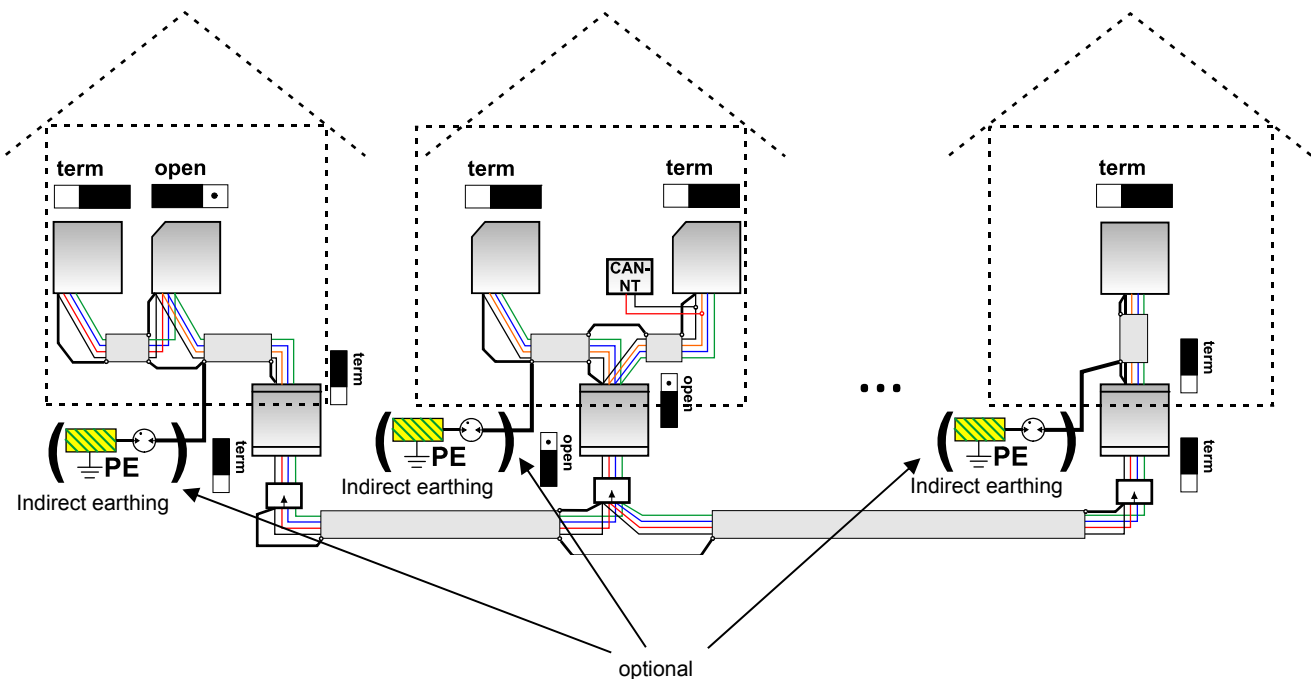 term
open
term
term
term
CAN-
NT
term
term
open
open
term
term
( PE )
Indirect earthing
( PE )
Indirect earthing
...
( PE )
Indirect earthing
optional